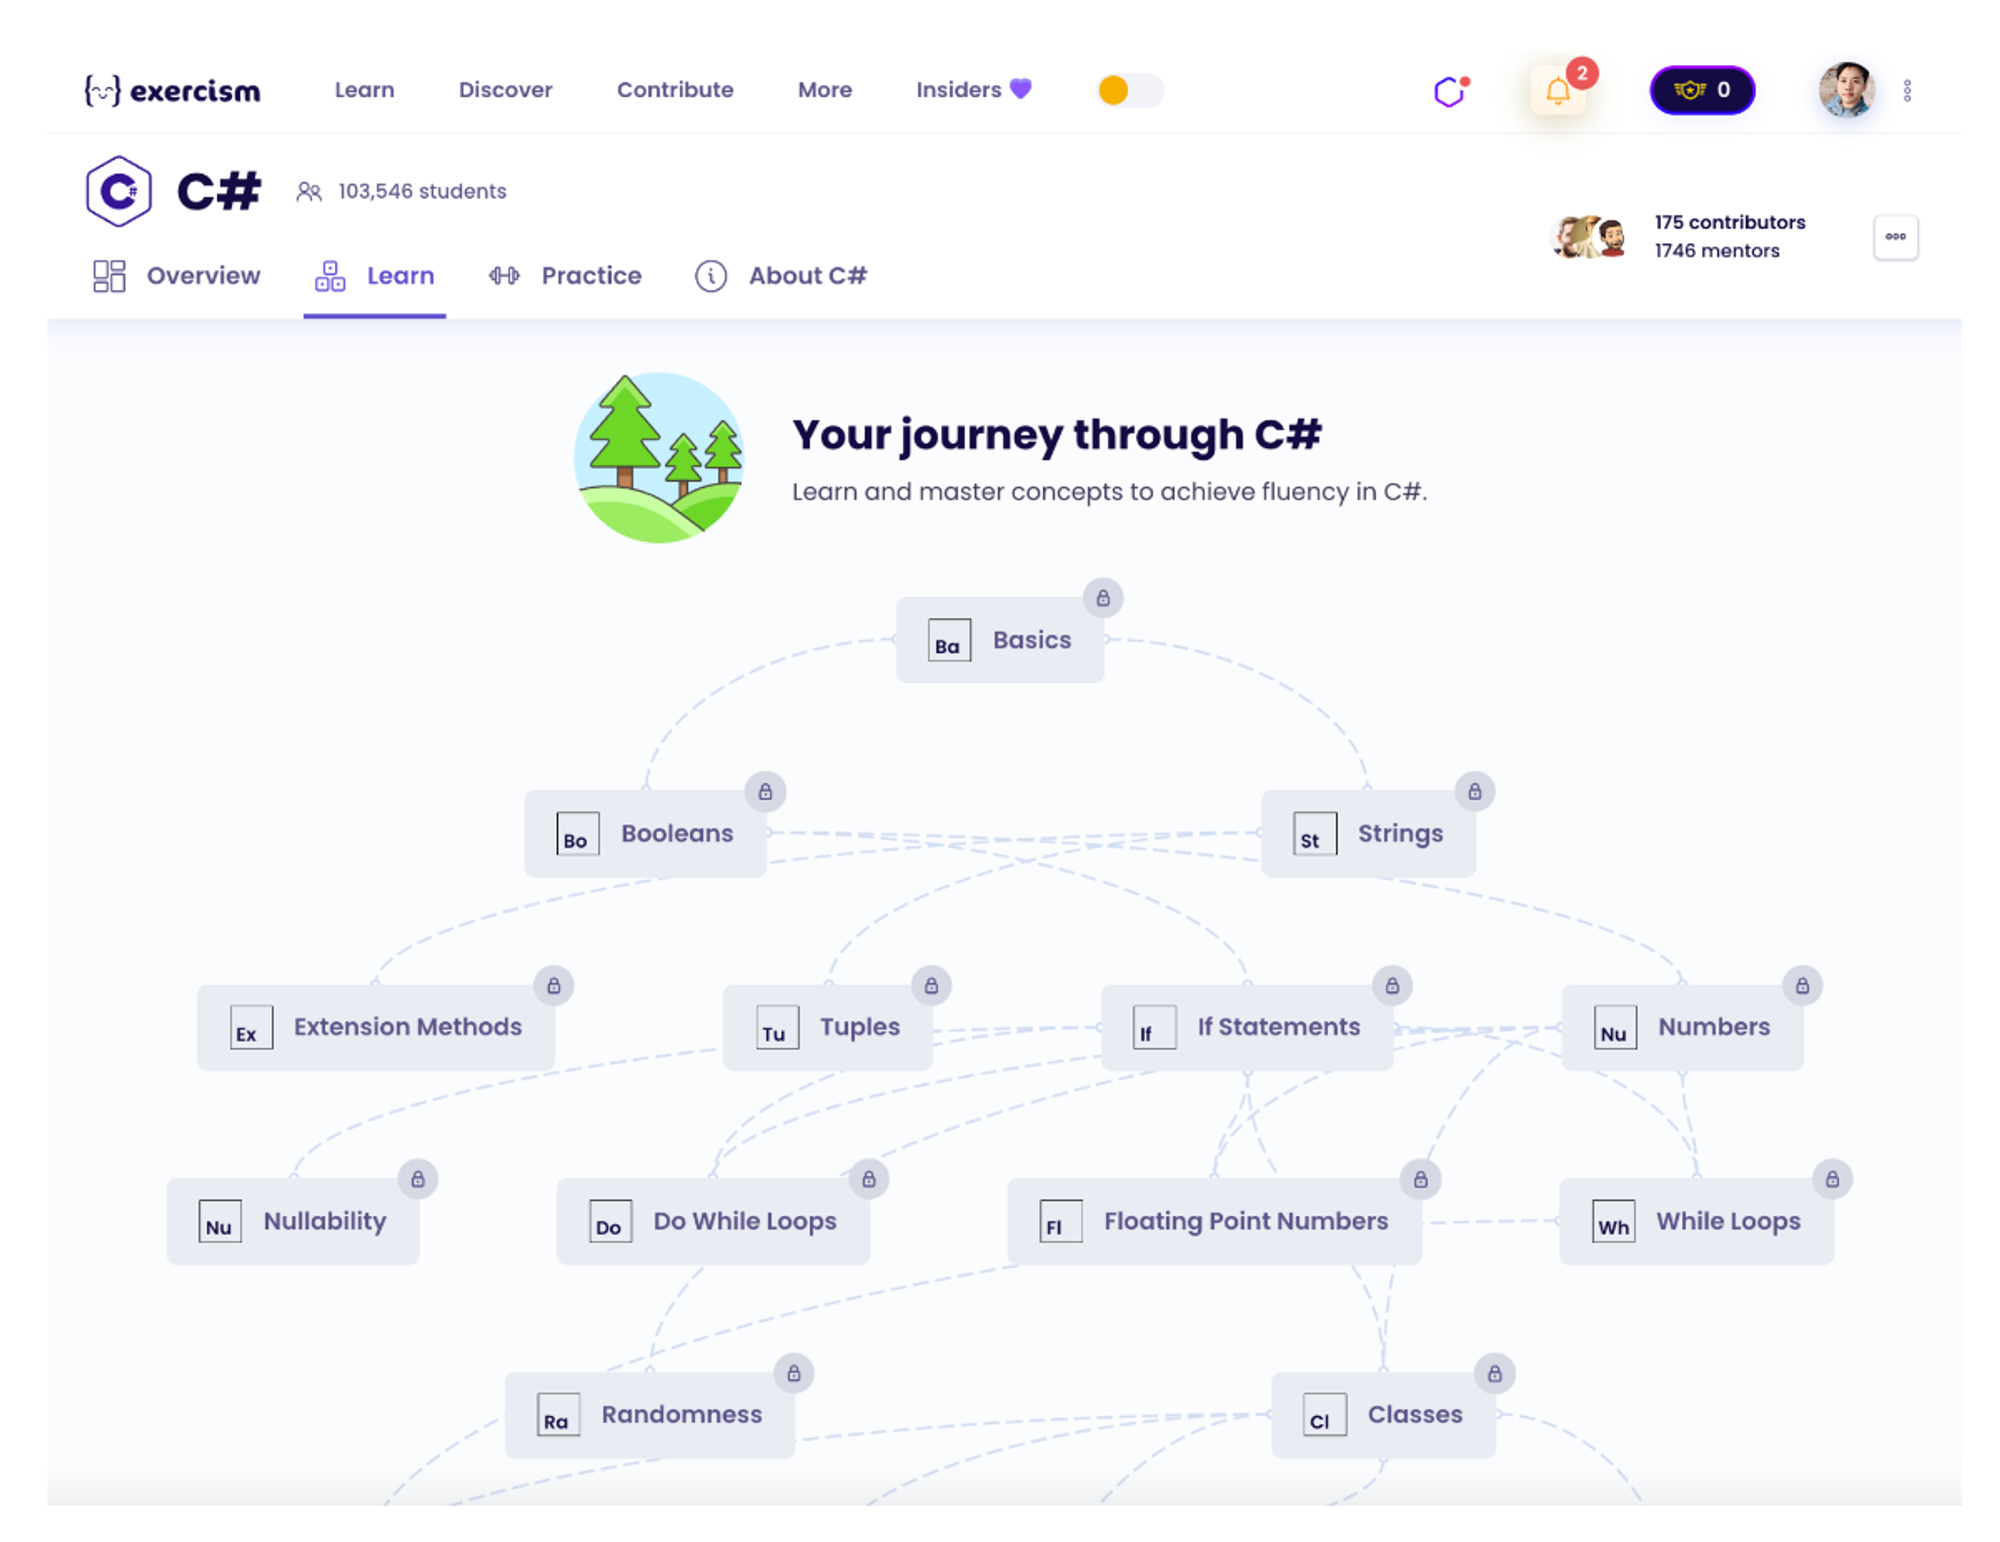 exercism Learn Discover Contribute More Insiders 2 0
C# C# 103,546 students
175 contributors
1746 mentors
Overview Learn Practice About C#
Your journey through C#
Learn and master concepts to achieve fluency in C#.
Ba Basics
Bo Booleans St Strings
Ex Extension Methods Tu Tuples If If Statements Nu Numbers
Nu Nullability Do Do While Loops Fl Floating Point Numbers Wh While Loops
Ra Randomness Cl Classes